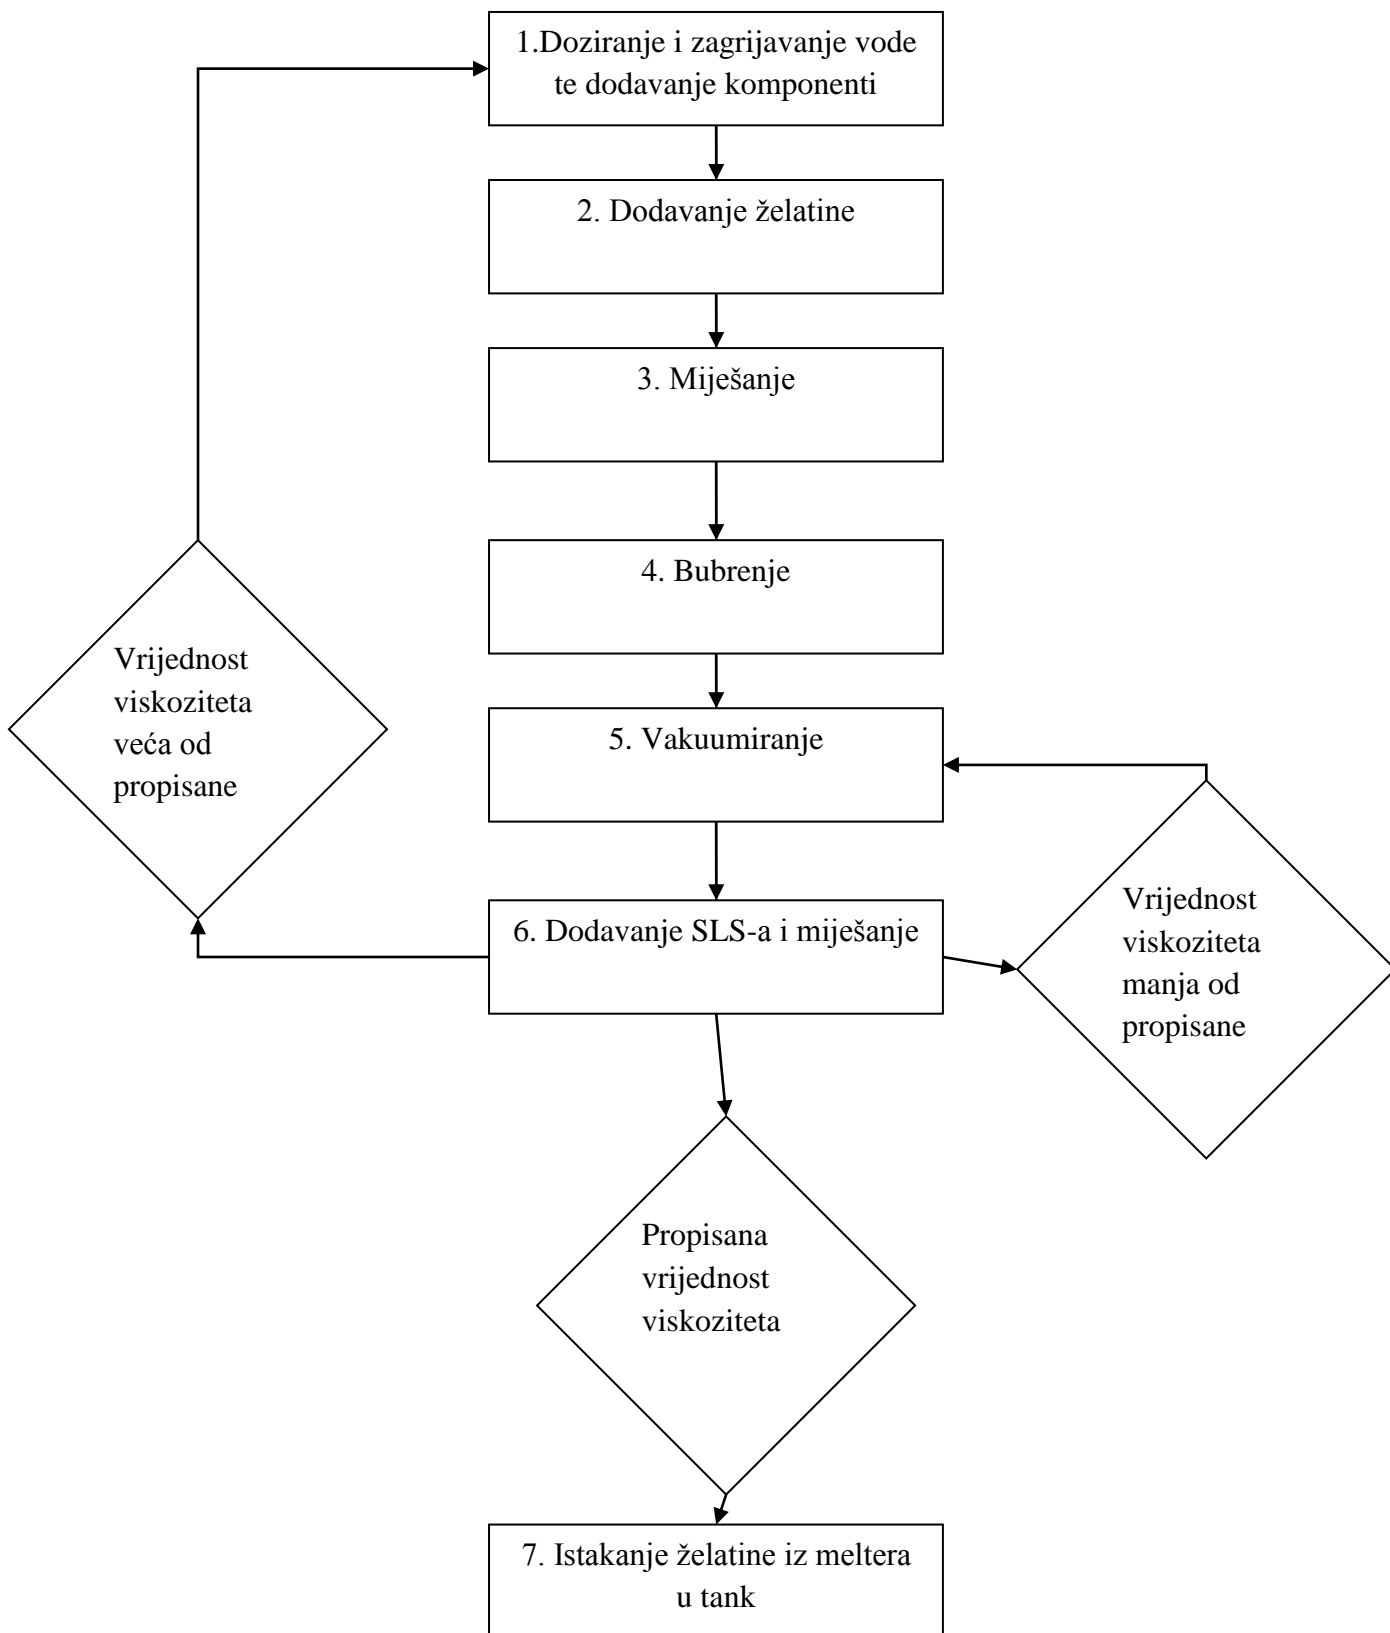 1.Doziranje i zagrijavanje vode
te dodavanje komponenti
2. Dodavanje želatine
3. Miješanje
4. Bubrenje
Vrijednost
viskoziteta
veća od
propisane
5. Vakuumiranje
6. Dodavanje SLS-a i miješanje
Vrijednost
viskoziteta
manja od
propisane
Propisana
vrijednost
viskoziteta
7. Istakanje želatine iz meltera
u tank